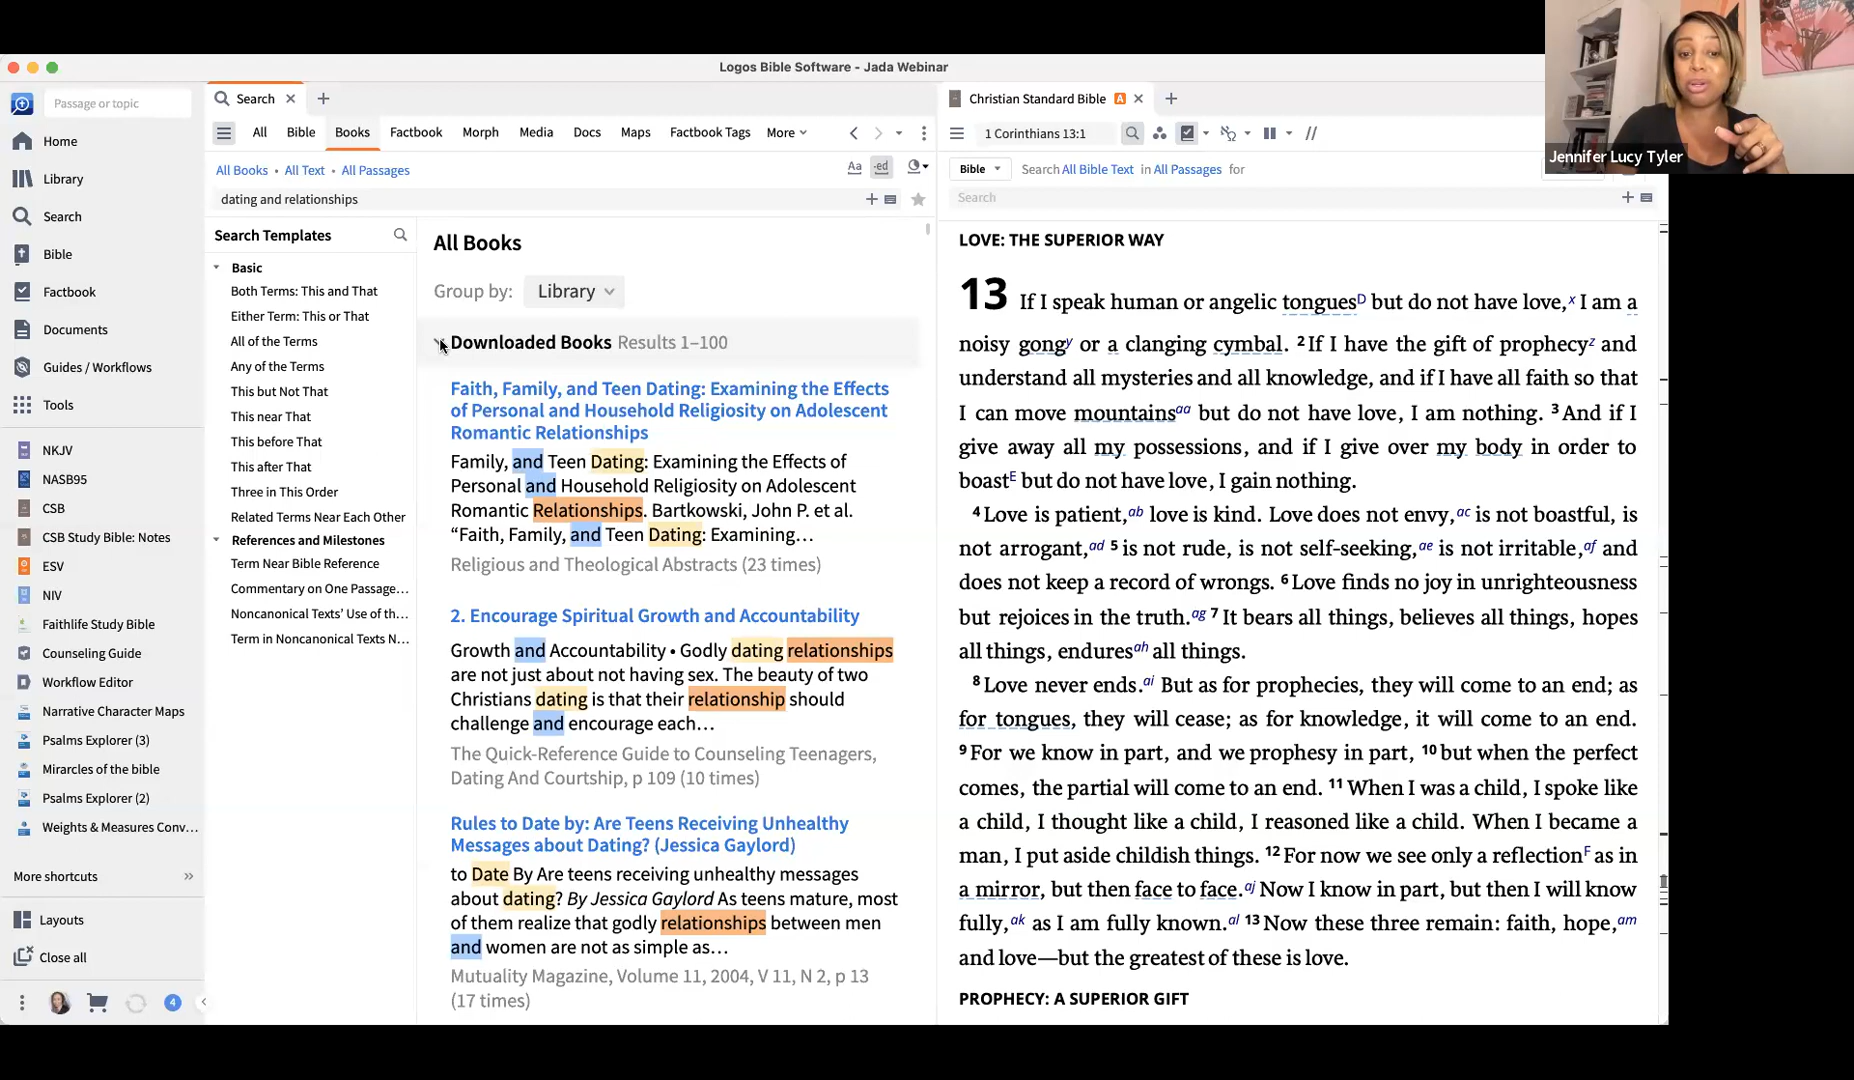 Logos Bible Software - Jada Webinar
Jennifer Lucy Tyler
Passage or topic
Home
Library
Search
Bible
Factbook
Documents
Guides / Workflows
Tools
NKJV
NASB95
CSB
CSB Study Bible: Notes
ESV
NIV
Faithlife Study Bible
Counseling Guide
Workflow Editor
Narrative Character Maps
Psalms Explorer (3)
Mirarcles of the bible
Psalms Explorer (2)
Weights & Measures Conv...
More shortcuts »
Layouts
Close all
4
Search
All Bible Books Factbook Morph Media Docs Maps Factbook Tags More
All Books • All Text • All Passages
Aa ed
dating and relationships
Search Templates
Basic
Both Terms: This and That
Either Term: This or That
All of the Terms
Any of the Terms
This but Not That
This near That
This before That
This after That
Three in This Order
Related Terms Near Each Other
References and Milestones
Term Near Bible Reference
Commentary on One Passage...
Noncanonical Texts’ Use of th...
Term in Noncanonical Texts N...
All Books
Group by: Library
Downloaded Books Results 1–100
Faith, Family, and Teen Dating: Examining the Effects
of Personal and Household Religiosity on Adolescent
Romantic Relationships
Family, and Teen Dating: Examining the Effects of
Personal and Household Religiosity on Adolescent
Romantic Relationships. Bartkowski, John P. et al.
“Faith, Family, and Teen Dating: Examining…
Religious and Theological Abstracts (23 times)
2. Encourage Spiritual Growth and Accountability
Growth and Accountability • Godly dating relationships
are not just about not having sex. The beauty of two
Christians dating is that their relationship should
challenge and encourage each…
The Quick-Reference Guide to Counseling Teenagers,
Dating And Courtship, p 109 (10 times)
Rules to Date by: Are Teens Receiving Unhealthy
Messages about Dating? (Jessica Gaylord)
to Date By Are teens receiving unhealthy messages
about dating? By Jessica Gaylord As teens mature, most
of them realize that godly relationships between men
and women are not as simple as…
Mutuality Magazine, Volume 11, 2004, V 11, N 2, p 13
(17 times)
Christian Standard Bible A
1 Corinthians 13:1
Bible Search All Bible Text in All Passages for
Search
LOVE: THE SUPERIOR WAY
13 If I speak human or angelic tonguesD but do not have love,x I am a
noisy gongy or a clanging cymbal. 2 If I have the gift of prophecyz and
understand all mysteries and all knowledge, and if I have all faith so that
I can move mountainsaa but do not have love, I am nothing. 3 And if I
give away all my possessions, and if I give over my body in order to
boastE but do not have love, I gain nothing.
4 Love is patient,ab love is kind. Love does not envy,ac is not boastful, is
not arrogant,ad 5 is not rude, is not self-seeking,ae is not irritable,af and
does not keep a record of wrongs. 6 Love finds no joy in unrighteousness
but rejoices in the truth.ag 7 It bears all things, believes all things, hopes
all things, enduresah all things.
8 Love never ends.ai But as for prophecies, they will come to an end; as
for tongues, they will cease; as for knowledge, it will come to an end.
9 For we know in part, and we prophesy in part, 10 but when the perfect
comes, the partial will come to an end. 11 When I was a child, I spoke like
a child, I thought like a child, I reasoned like a child. When I became a
man, I put aside childish things. 12 For now we see only a reflectionF as in
a mirror, but then face to face.aj Now I know in part, but then I will know
fully,ak as I am fully known.al 13 Now these three remain: faith, hope,am
and love—but the greatest of these is love.
PROPHECY: A SUPERIOR GIFT